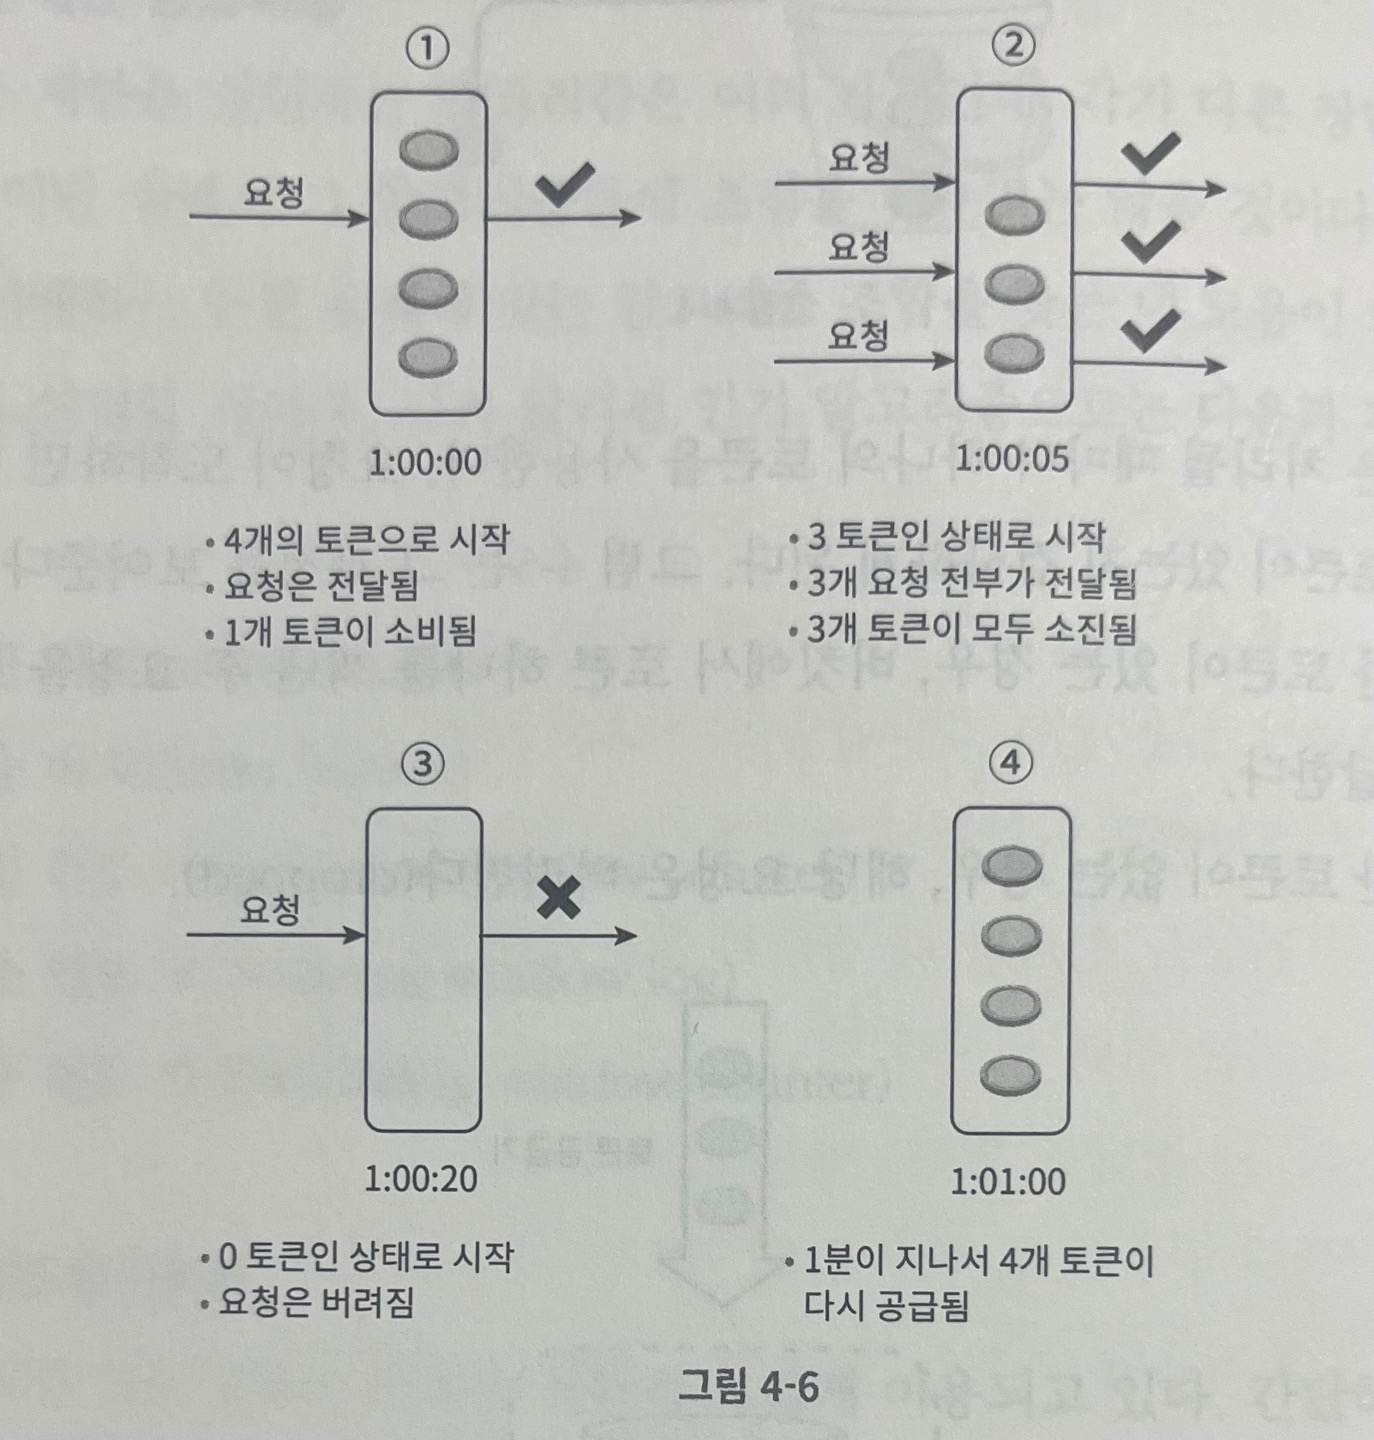 ①
요청
1:00:00
• 4개의 토큰으로 시작
• 요청은 전달됨
• 1개 토큰이 소비됨
②
요청
요청
요청
1:00:05
• 3 토큰인 상태로 시작
• 3개 요청 전부가 전달됨
• 3개 토큰이 모두 소진됨
③
요청
1:00:20
• 0 토큰인 상태로 시작
• 요청은 버려짐
④
1:01:00
• 1분이 지나서 4개 토큰이
다시 공급됨
그림 4-6